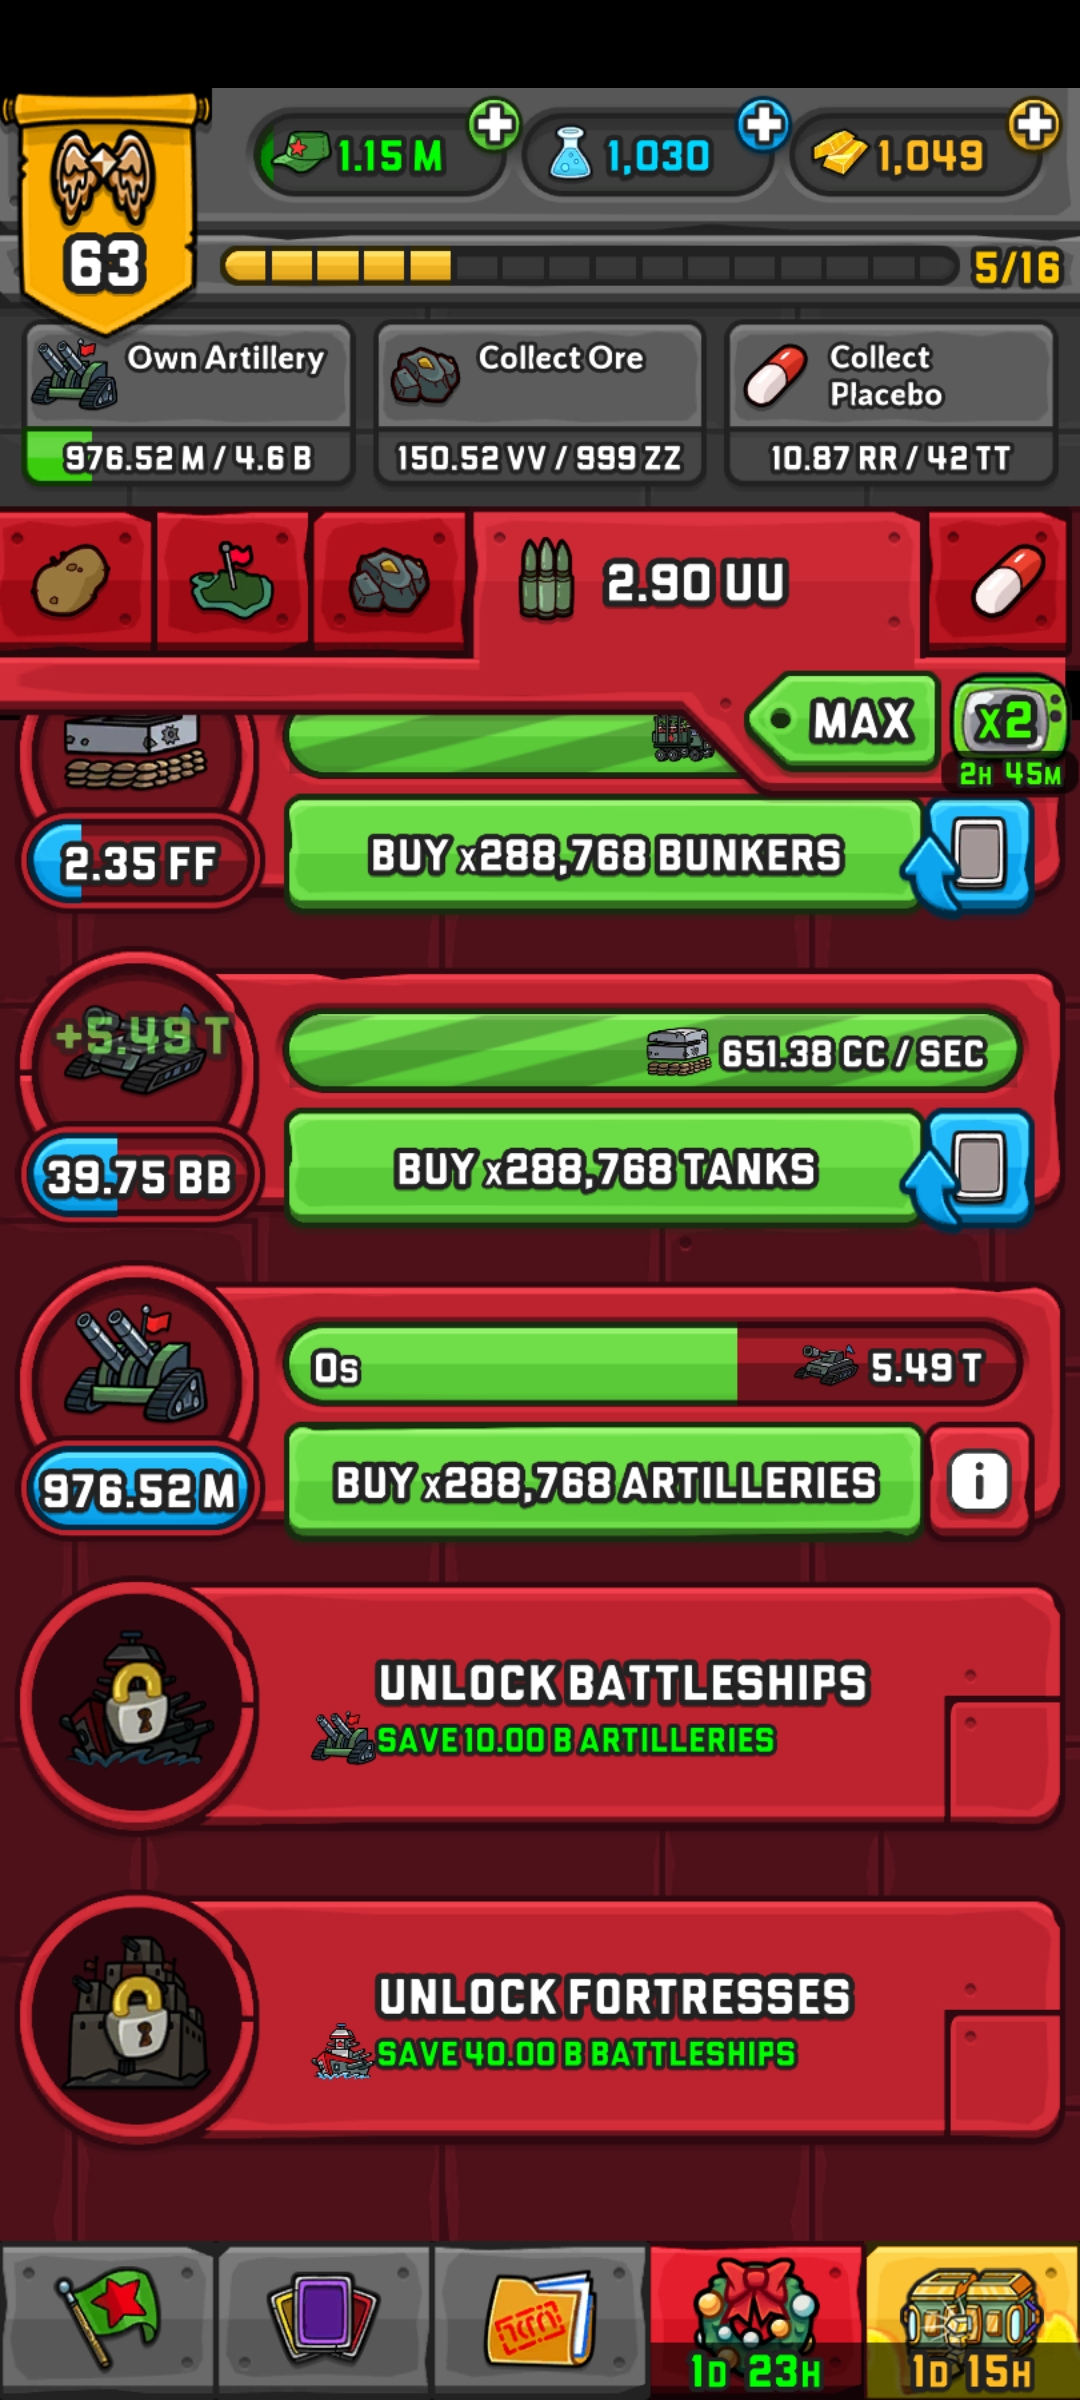 1.15 M
1,030
1,049
63
5/16
Own Artillery
976.52 M / 4.6 B
Collect Ore
150.52 VV / 999 ZZ
Collect
Placebo
10.87 RR / 42 TT
2.90 UU
MAX
x2
2H 45M
2.35 FF
BUY x288,768 BUNKERS
+5.49 T
651.38 CC / SEC
39.75 BB
BUY x288,768 TANKS
0s
5.49 T
976.52 M
BUY x288,768 ARTILLERIES
i
UNLOCK BATTLESHIPS
SAVE 10.00 B ARTILLERIES
UNLOCK FORTRESSES
SAVE 40.00 B BATTLESHIPS
1D 23H
1D 15H